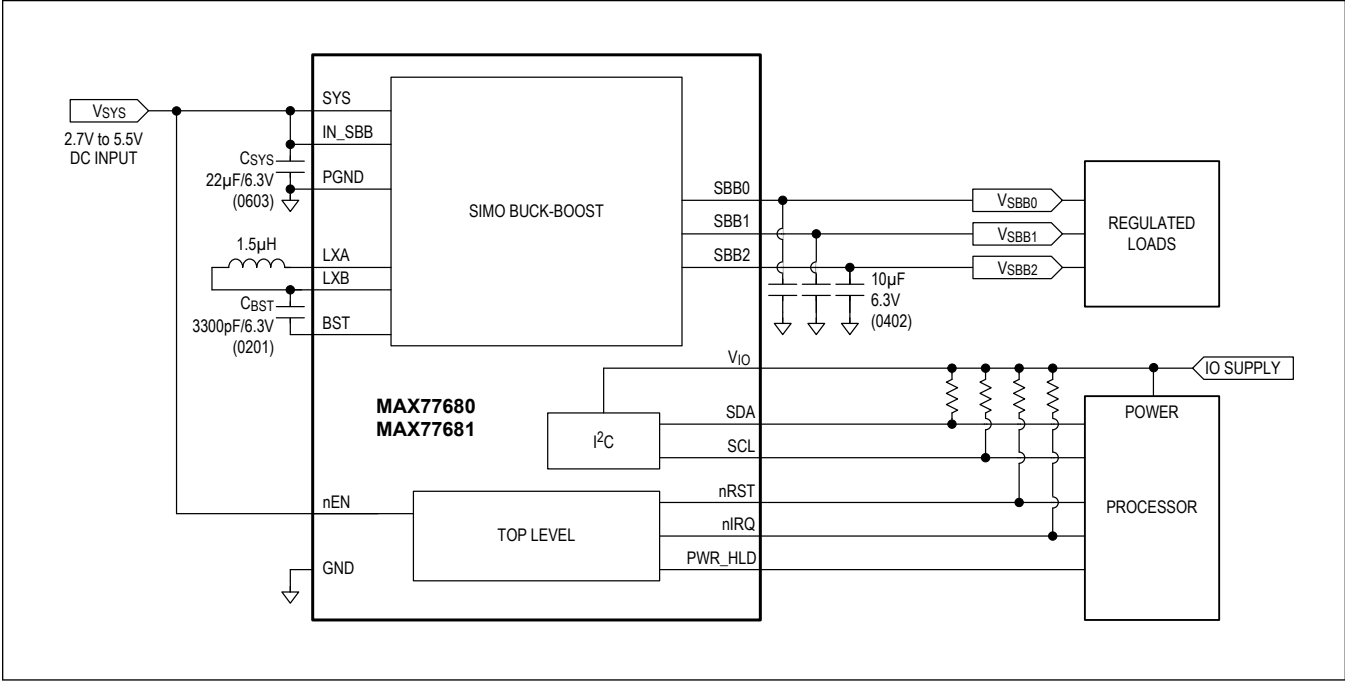 VSYS
2.7V to 5.5V
DC INPUT
CSYS
22µF/6.3V
(0603)
1.5µH
CBST
3300pF/6.3V
(0201)
SYS
IN_SBB
PGND
LXA
LXB
BST
SIMO BUCK-BOOST
SBB0
SBB1
SBB2
VSBB0
VSBB1
VSBB2
REGULATED
LOADS
10µF
6.3V
(0402)
MAX77680
MAX77681
VIO
IO SUPPLY
I2C
SDA
SCL
POWER
PROCESSOR
nEN
GND
TOP LEVEL
nRST
nIRQ
PWR_HLD